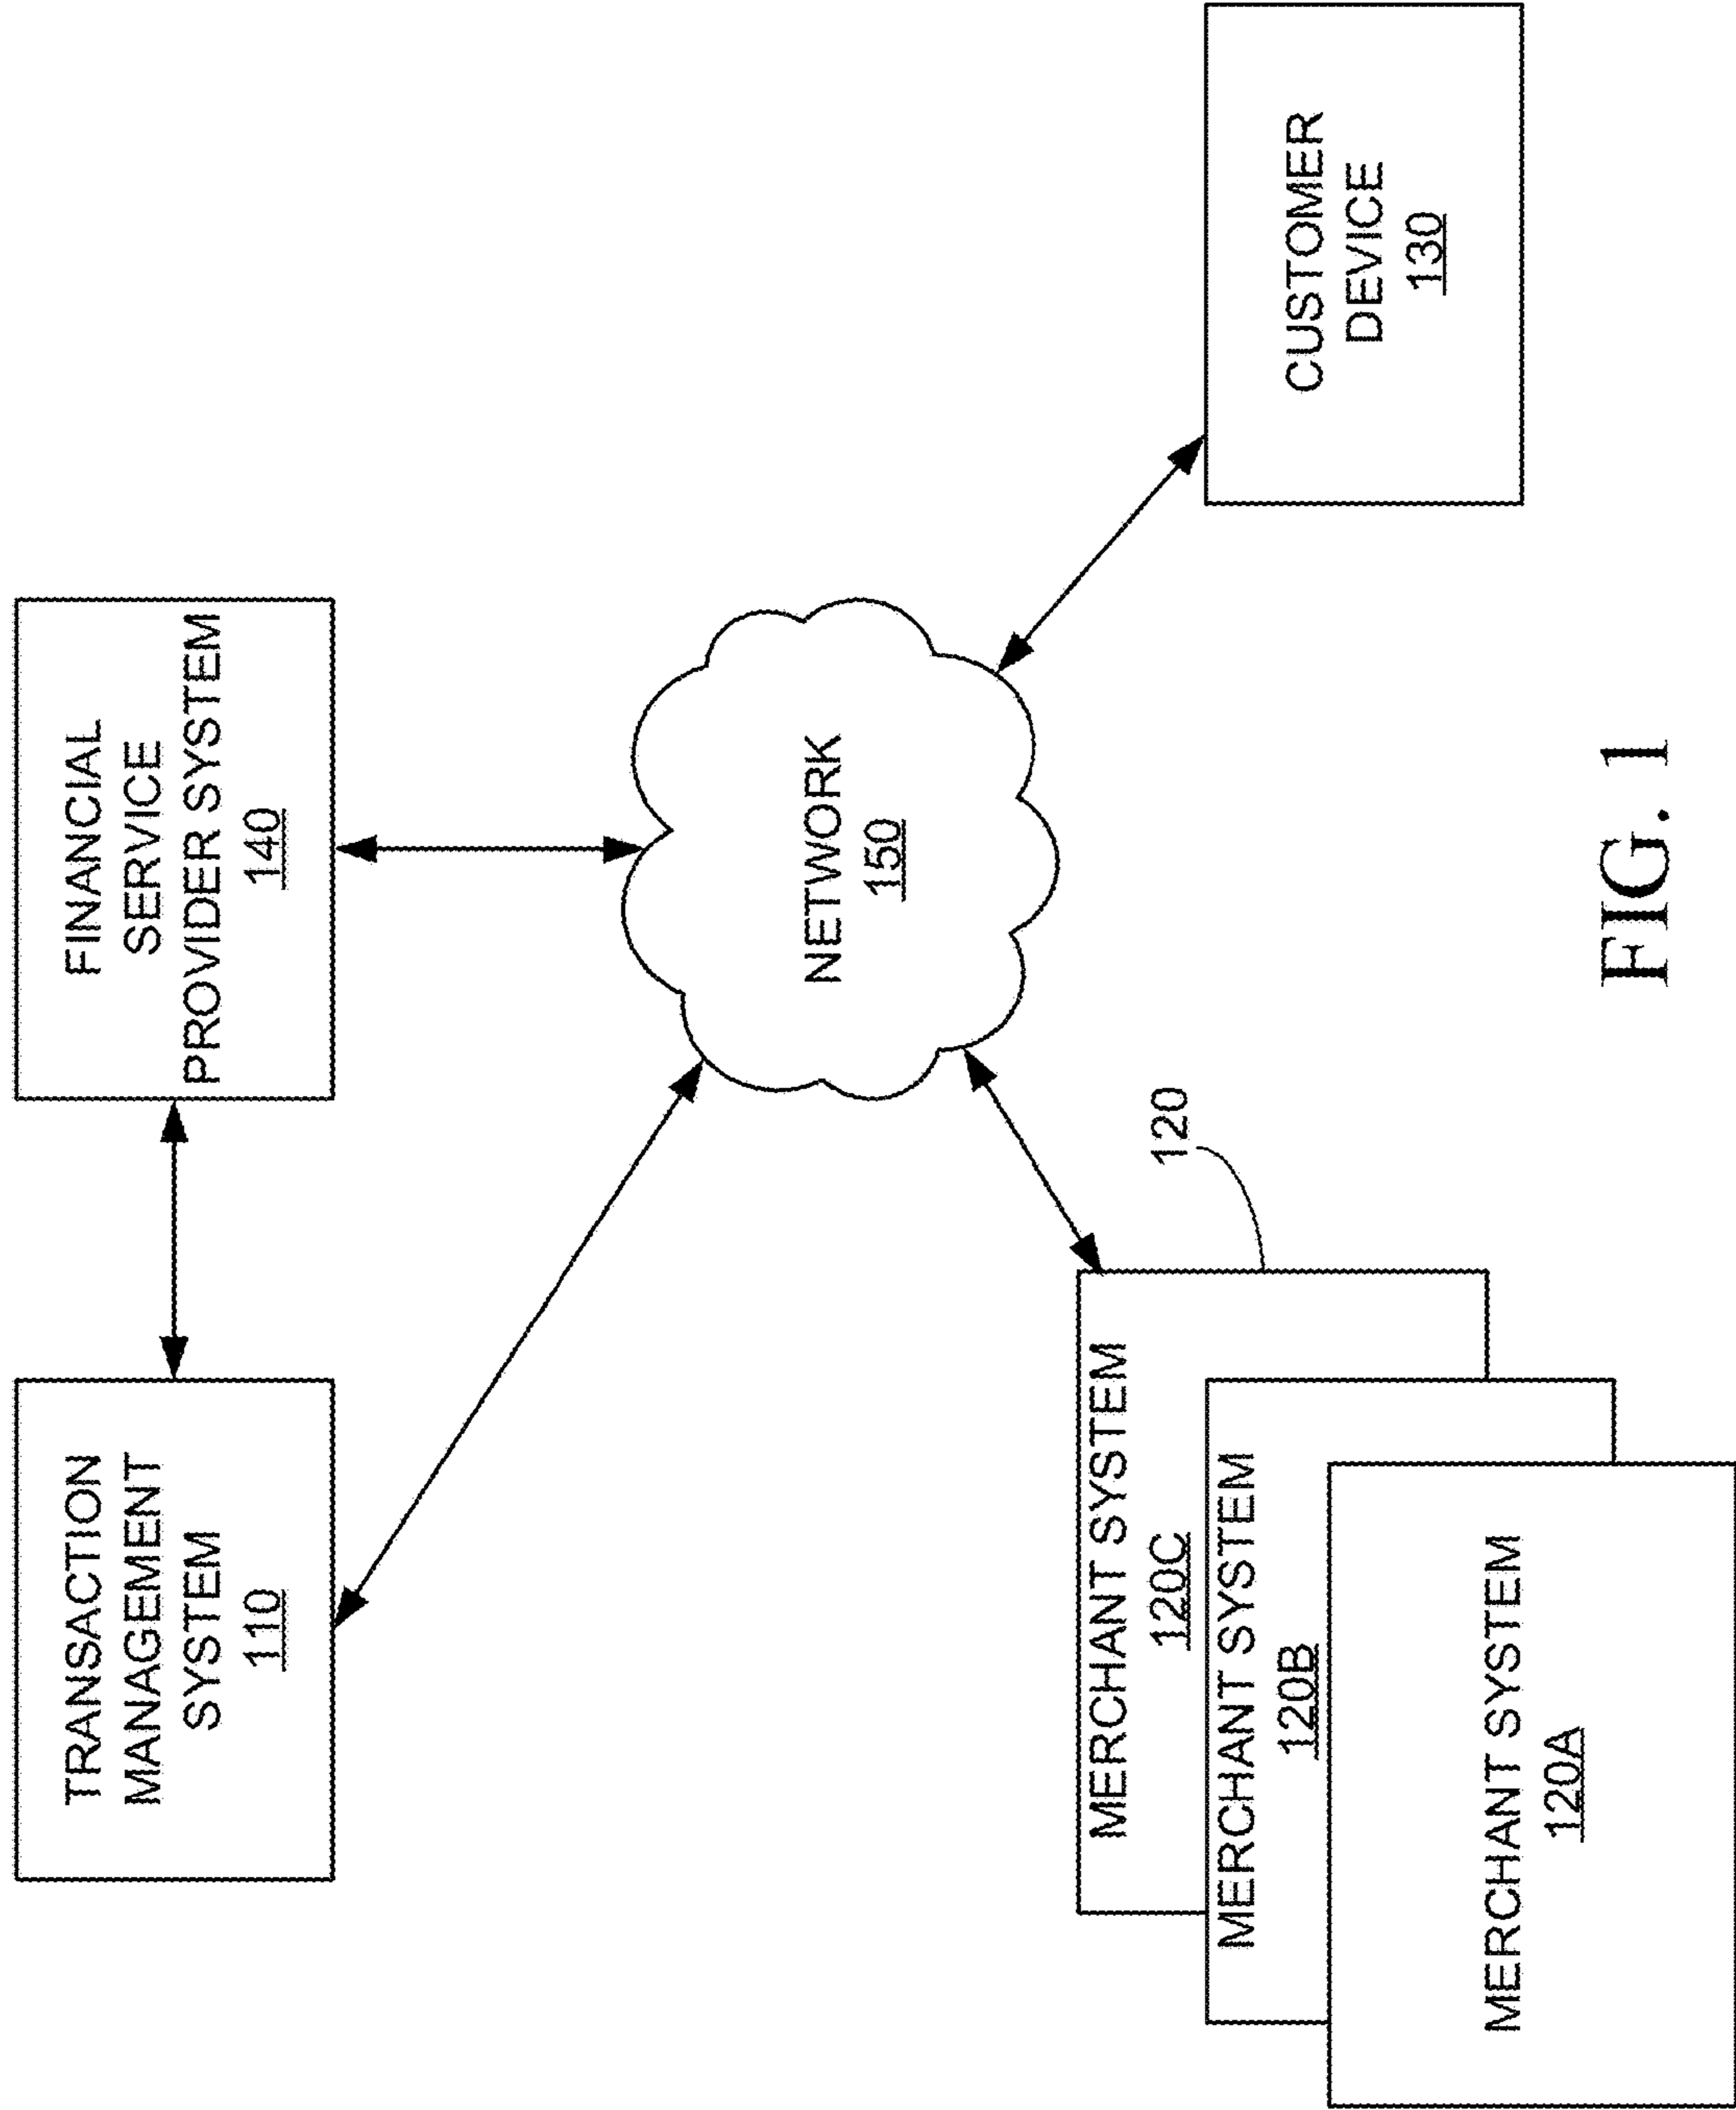 TRANSACTION
MANAGEMENT
SYSTEM
110
FINANCIAL
SERVICE
PROVIDER SYSTEM
140
NETWORK
150
120
MERCHANT SYSTEM
120C
MERCHANT SYSTEM
120B
MERCHANT SYSTEM
120A
CUSTOMER
DEVICE
130
FIG. 1